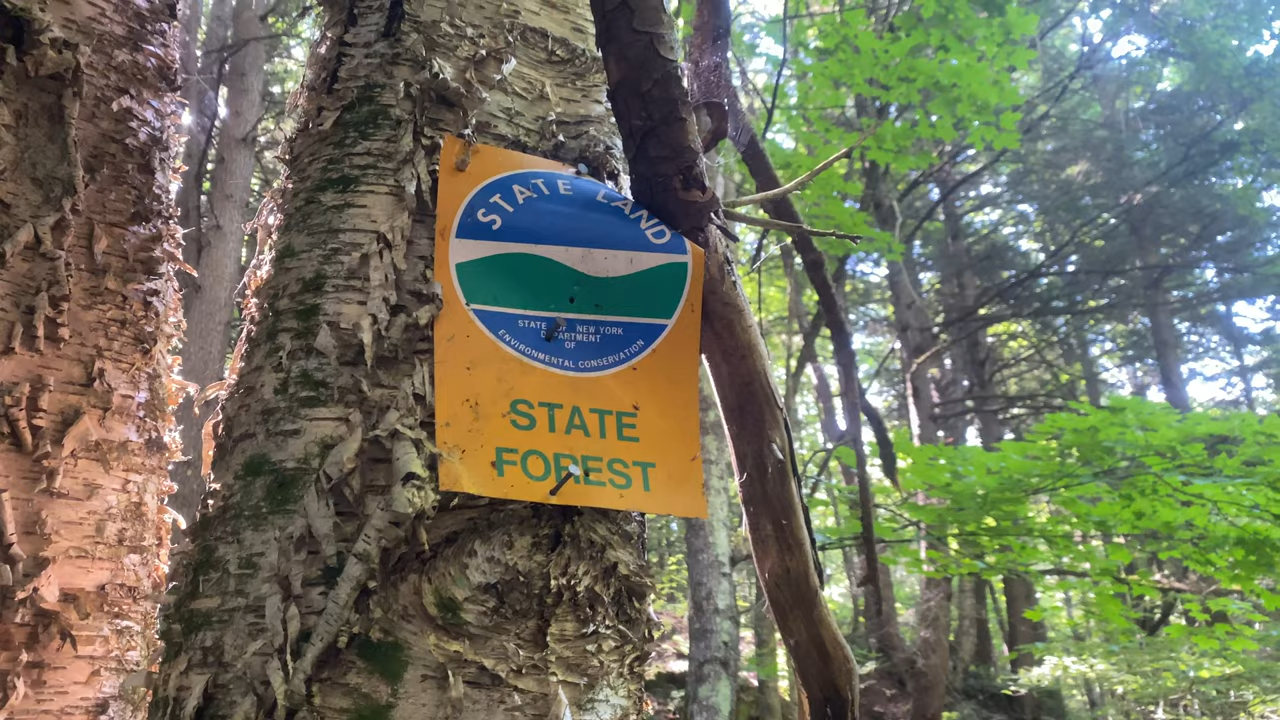 STATE LAND
STATE OF NEW YORK
DEPARTMENT
OF
ENVIRONMENTAL CONSERVATION
STATE
FOREST